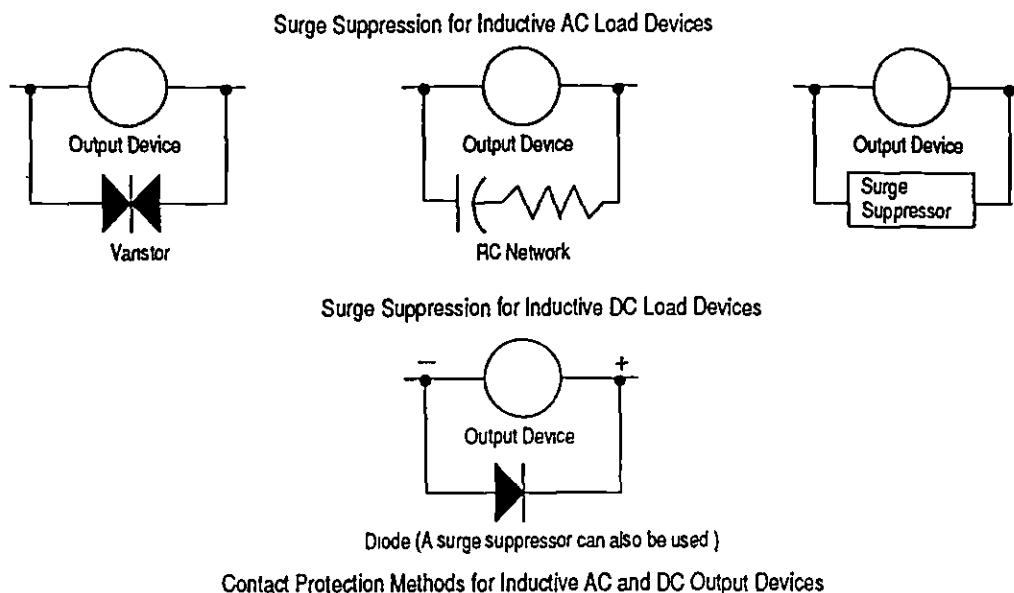 Surge Suppression for Inductive AC Load Devices
Output Device
Output Device
Output Device
Varistor
RC Network
Surge
Suppressor
Surge Suppression for Inductive DC Load Devices
− +
Output Device
Diode (A surge suppressor can also be used )
Contact Protection Methods for Inductive AC and DC Output Devices